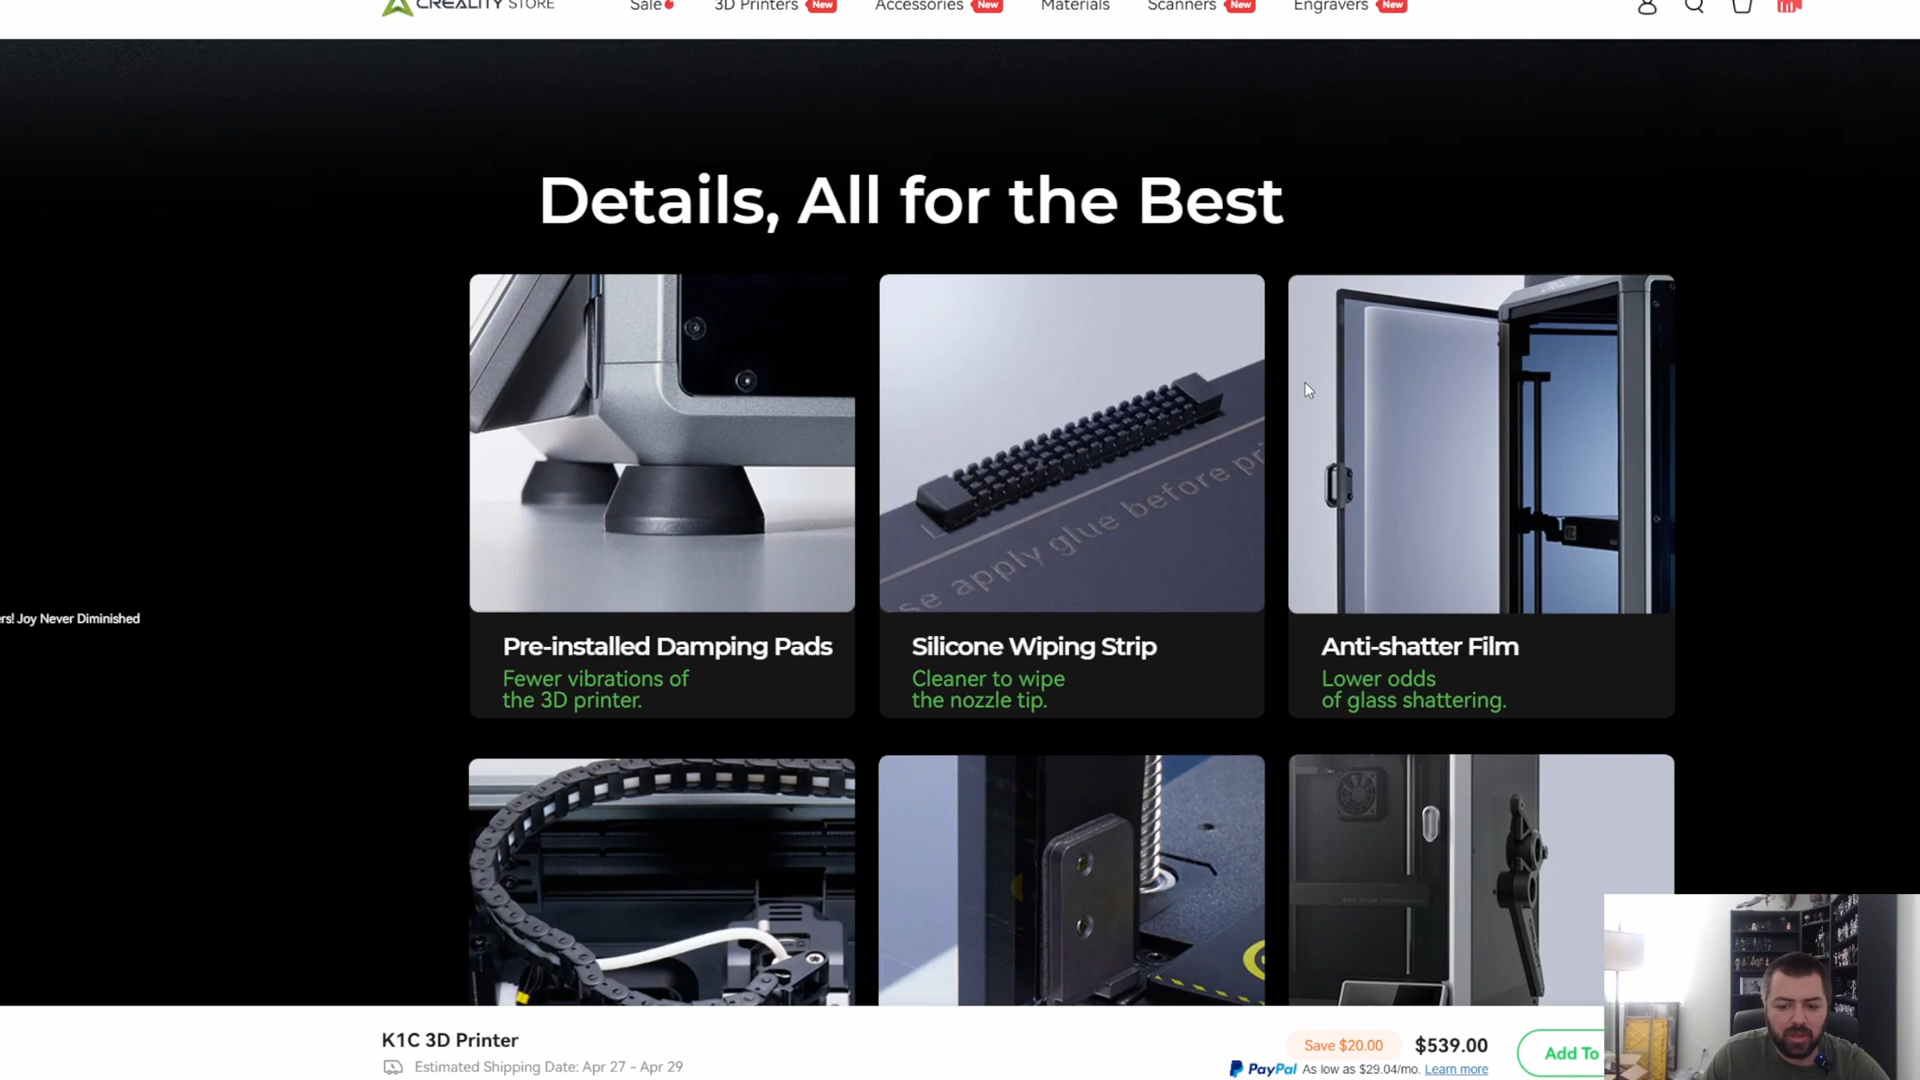 CREALITY STORE
Sale
3D Printers New
Accessories New
Materials
Scanners New
Engravers New
Details, All for the Best
se apply glue before pr
Pre-installed Damping Pads
Fewer vibrations of
the 3D printer.
Silicone Wiping Strip
Cleaner to wipe
the nozzle tip.
Anti-shatter Film
Lower odds
of glass shattering.
ers! Joy Never Diminished
K1C 3D Printer
Estimated Shipping Date: Apr 27 - Apr 29
Save $20.00 $539.00
PayPal As low as $29.04/mo. Learn more
Add To